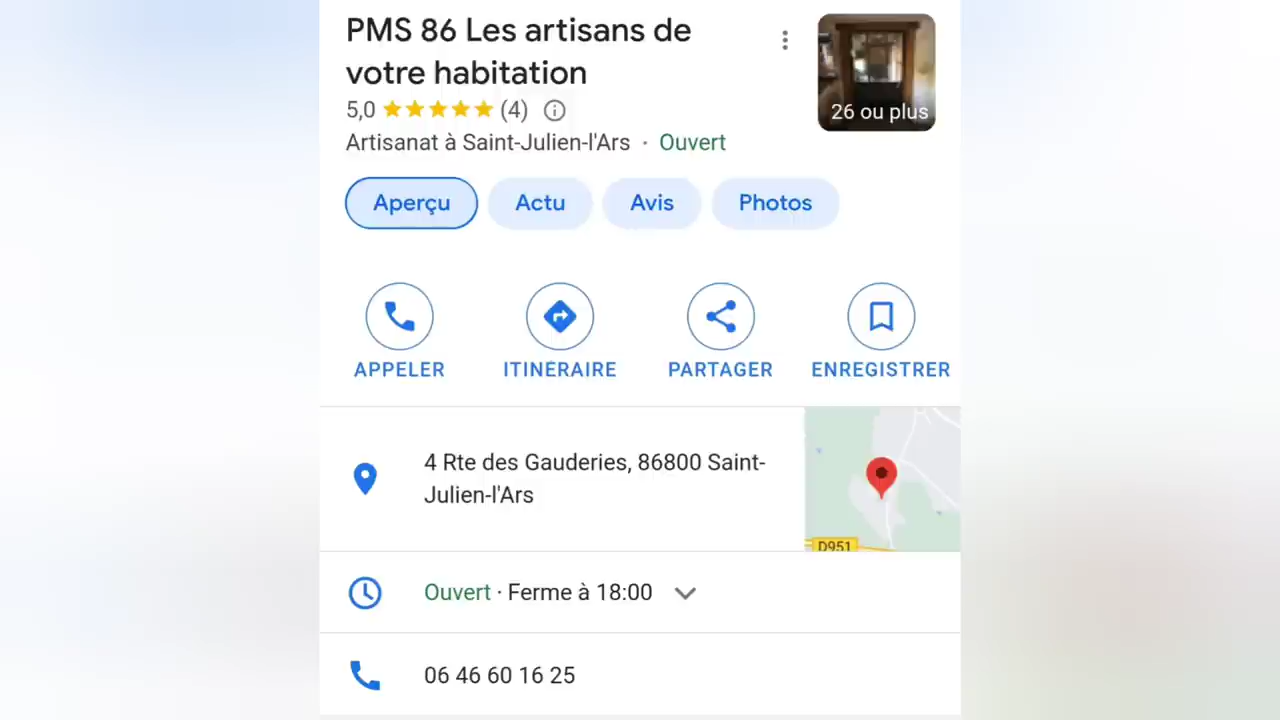 PMS 86 Les artisans de
votre habitation
26 ou plus
5,0 (4)
Artisanat à Saint-Julien-l'Ars · Ouvert
Aperçu
Actu
Avis
Photos
APPELER
ITINÉRAIRE
PARTAGER
ENREGISTRER
4 Rte des Gauderies, 86800 Saint-
Julien-l'Ars
D951
Ouvert · Ferme à 18:00
06 46 60 16 25